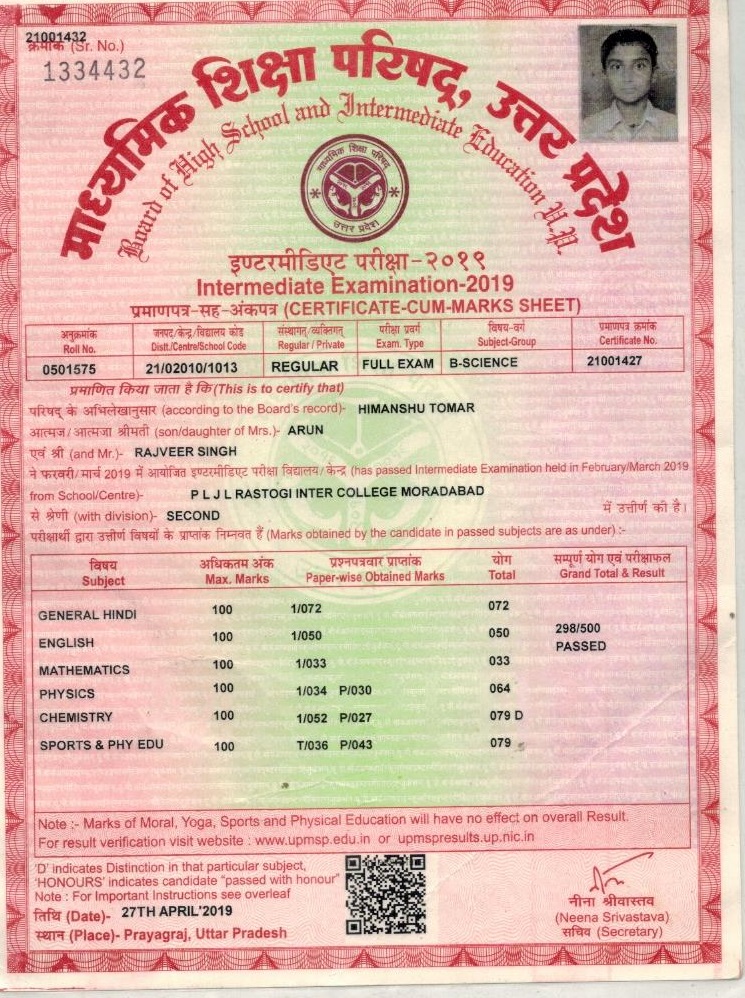 21001432
क्रमांक (Sr. No.)
1334432
माध्यमिक शिक्षा परिषद्, उत्तर प्रदेश
Board of High School and Intermediate Education U.P.
माध्यमिक शिक्षा परिषद
उत्तर प्रदेश
इण्टरमीडिएट परीक्षा-२०१९
Intermediate Examination-2019
प्रमाणपत्र-सह-अंकपत्र (CERTIFICATE-CUM-MARKS SHEET)
अनुक्रमांक जनपद/केन्द्र/विद्यालय कोड संस्थागत/व्यक्तिगत परीक्षा प्रवर्ग विषय-वर्ग प्रमाणपत्र क्रमांक
Roll No. Distt./Centre/School Code Regular / Private Exam. Type Subject-Group Certificate No.
0501575 21/02010/1013 REGULAR FULL EXAM B-SCIENCE 21001427
प्रमाणित किया जाता है कि (This is to certify that)
परिषद् के अभिलेखानुसार (according to the Board's record)- HIMANSHU TOMAR
आत्मज/आत्मजा श्रीमती (son/daughter of Mrs.)- ARUN
एवं श्री (and Mr.)- RAJVEER SINGH
ने फरवरी/मार्च 2019 में आयोजित इण्टरमीडिएट परीक्षा विद्यालय/केन्द्र (has passed Intermediate Examination held in February/March 2019
from School/Centre)- P L J L RASTOGI INTER COLLEGE MORADABAD
से श्रेणी (with division)- SECOND में उत्तीर्ण की है।
परीक्षार्थी द्वारा उत्तीर्ण विषयों के प्राप्तांक निम्नवत हैं (Marks obtained by the candidate in passed subjects are as under) :-
विषय अधिकतम अंक प्रश्नपत्रवार प्राप्तांक योग सम्पूर्ण योग एवं परीक्षाफल
Subject Max. Marks Paper-wise Obtained Marks Total Grand Total & Result
GENERAL HINDI 100 1/072 072
ENGLISH 100 1/050 050 298/500
PASSED
MATHEMATICS 100 1/033 033
PHYSICS 100 1/034 P/030 064
CHEMISTRY 100 1/052 P/027 079 D
SPORTS & PHY EDU 100 T/036 P/043 079
Note :- Marks of Moral, Yoga, Sports and Physical Education will have no effect on overall Result.
For result verification visit website : www.upmsp.edu.in or upmspresults.up.nic.in
'D' indicates Distinction in that particular subject,
'HONOURS' indicates candidate "passed with honour"
Note : For Important Instructions see overleaf
तिथि (Date)- 27TH APRIL'2019
स्थान (Place)- Prayagraj, Uttar Pradesh
नीना श्रीवास्तव
(Neena Srivastava)
सचिव (Secretary)